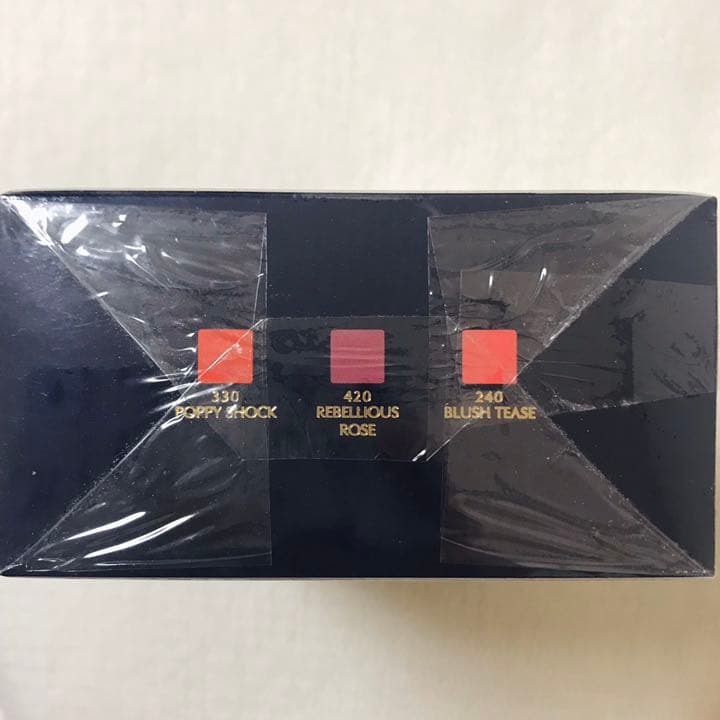 330
POPPY SHOCK
420
REBELLIOUS
ROSE
240
BLUSH TEASE